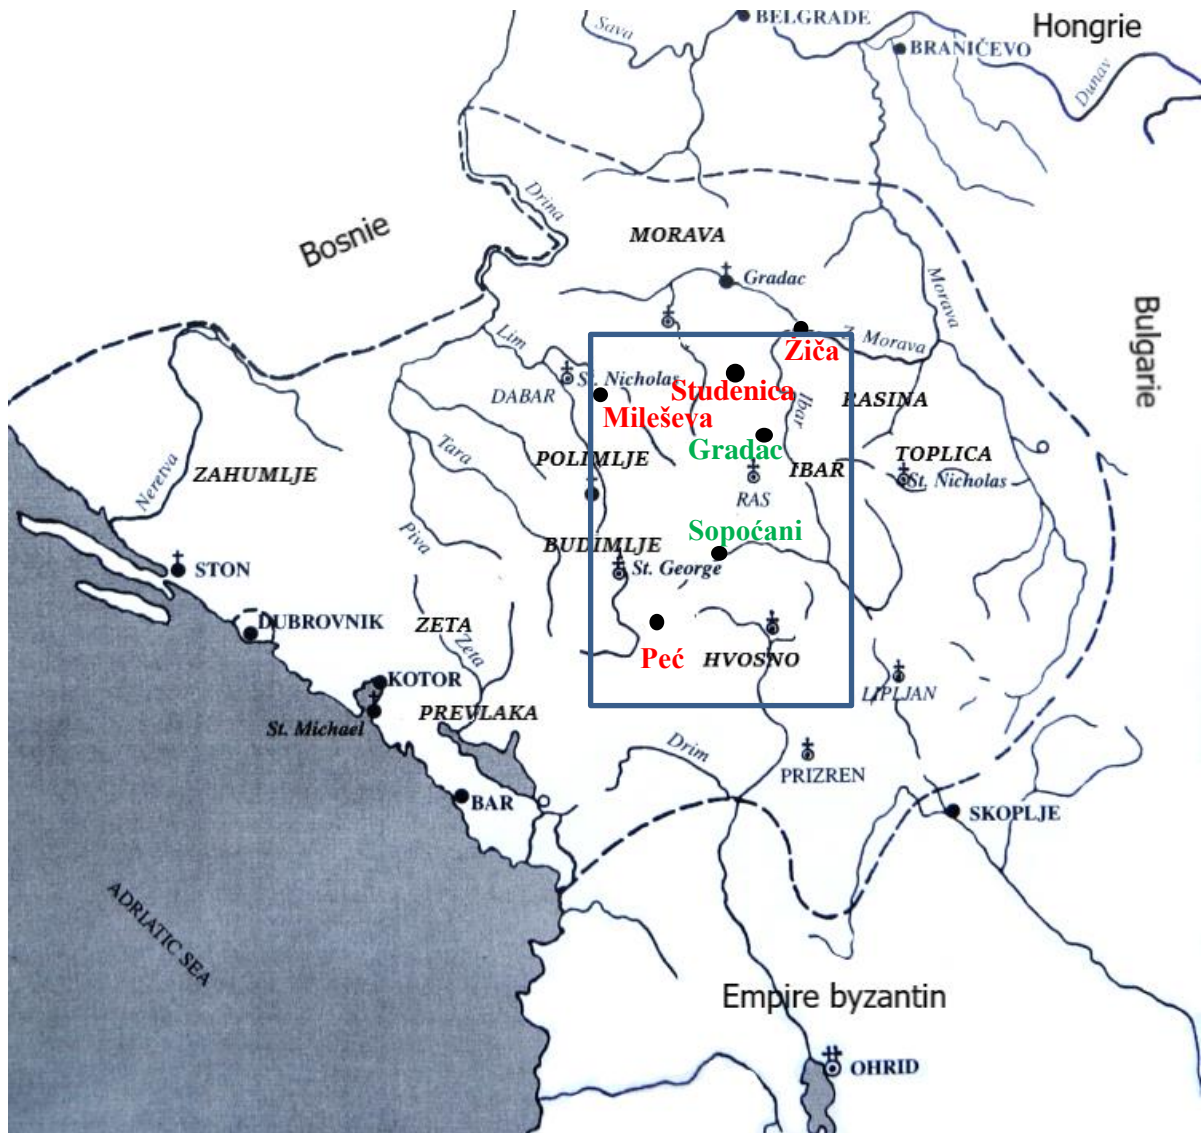 BELGRADE
Hongrie
Sava
BRANIČEVO
Dunav
Drina
Bosnie
MORAVA
Gradac
Morava
Bulgarie
Lim
Z. Morava
Žiča
St. Nicholas
DABAR
Studenica
Mileševa
Ibar
RASINA
Tara
Gradac
POLIMLJE
ZAHUMLJE
Neretva
IBAR
TOPLICA
St. Nicholas
RAS
Piva
Sopoćani
BUDIMLJE
St. George
STON
DUBROVNIK
ZETA
Zeta
Peć
HVOSNO
KOTOR
LIPLJAN
PREVLAKA
St. Michael
Drim
PRIZREN
BAR
SKOPLJE
ADRIATIC SEA
Empire byzantin
OHRID